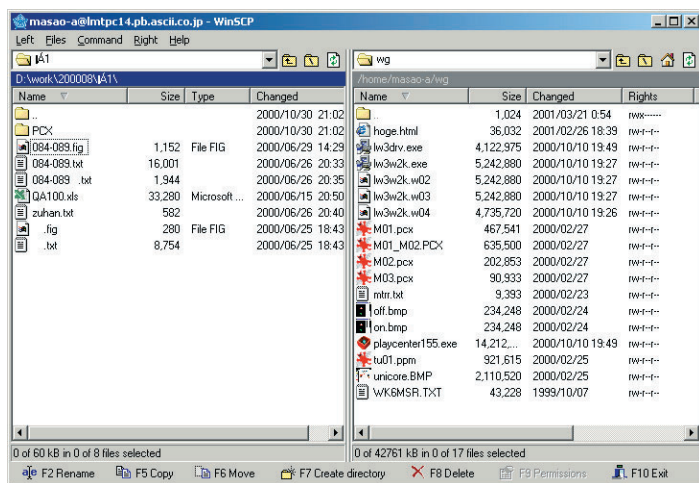 masao-a@lmtpc14.pb.ascii.co.jp - WinSCP
Left Files Command Right Help
wg
D:\work\200008\ /home/masao-a/wg
Name Size Type Changed Name Size Changed Rights
.. 2000/10/30 21:02 .. 1,024 2001/03/21 0:54 rwx------
PCX 2000/10/30 21:02 hoge.html 36,032 2001/02/26 18:39 rw-r--r--
084-089.fig 1,152 File FIG 2000/06/29 14:29 lw3drv.exe 4,122,975 2000/10/10 19:49 rw-r--r--
084-089.txt 16,001 2000/06/26 20:33 lw3w2k.exe 5,242,880 2000/10/10 19:27 rw-r--r--
084-089 .txt 1,944 2000/06/26 20:35 lw3w2k.w02 5,242,880 2000/10/10 19:27 rw-r--r--
QA100.xls 33,280 Microsoft ... 2000/06/15 20:50 lw3w2k.w03 5,242,880 2000/10/10 19:27 rw-r--r--
zuhan.txt 582 2000/06/26 20:40 lw3w2k.w04 4,735,720 2000/10/10 19:26 rw-r--r--
.fig 280 File FIG 2000/06/25 18:43 M01.pcx 467,541 2000/02/27 rw-r--r--
.txt 8,754 2000/06/25 18:43 M01_M02.PCX 635,500 2000/02/27 rw-r--r--
M02.pcx 202,853 2000/02/27 rw-r--r--
M03.pcx 90,933 2000/02/27 rw-r--r--
mtrr.txt 9,393 2000/02/23 rw-r--r--
off.bmp 234,248 2000/02/24 rw-r--r--
on.bmp 234,248 2000/02/24 rw-r--r--
playcenter155.exe 14,212,... 2000/10/10 19:49 rw-r--r--
tu01.ppm 921,615 2000/02/25 rw-r--r--
unicore.BMP 2,110,520 2000/02/25 rw-r--r--
WK6MSR.TXT 43,228 1999/10/07 rw-r--r--
0 of 60 kB in 0 of 8 files selected 0 of 42761 kB in 0 of 17 files selected
F2 Rename F5 Copy F6 Move F7 Create directory F8 Delete F9 Permissions F10 Exit